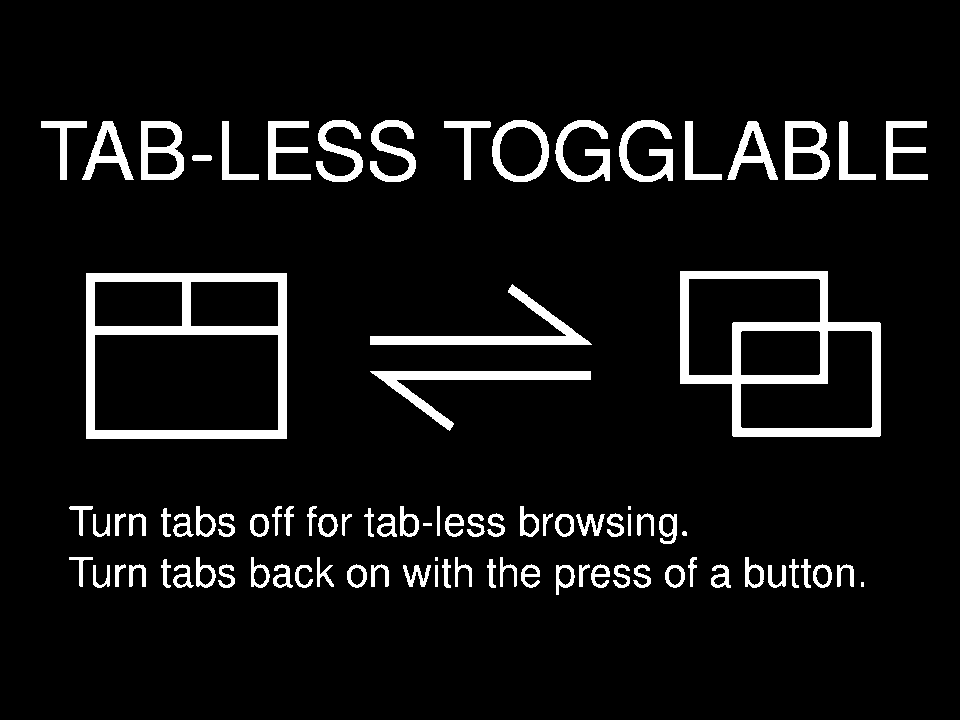 TAB-LESS TOGGLABLE
Turn tabs off for tab-less browsing.
Turn tabs back on with the press of a button.